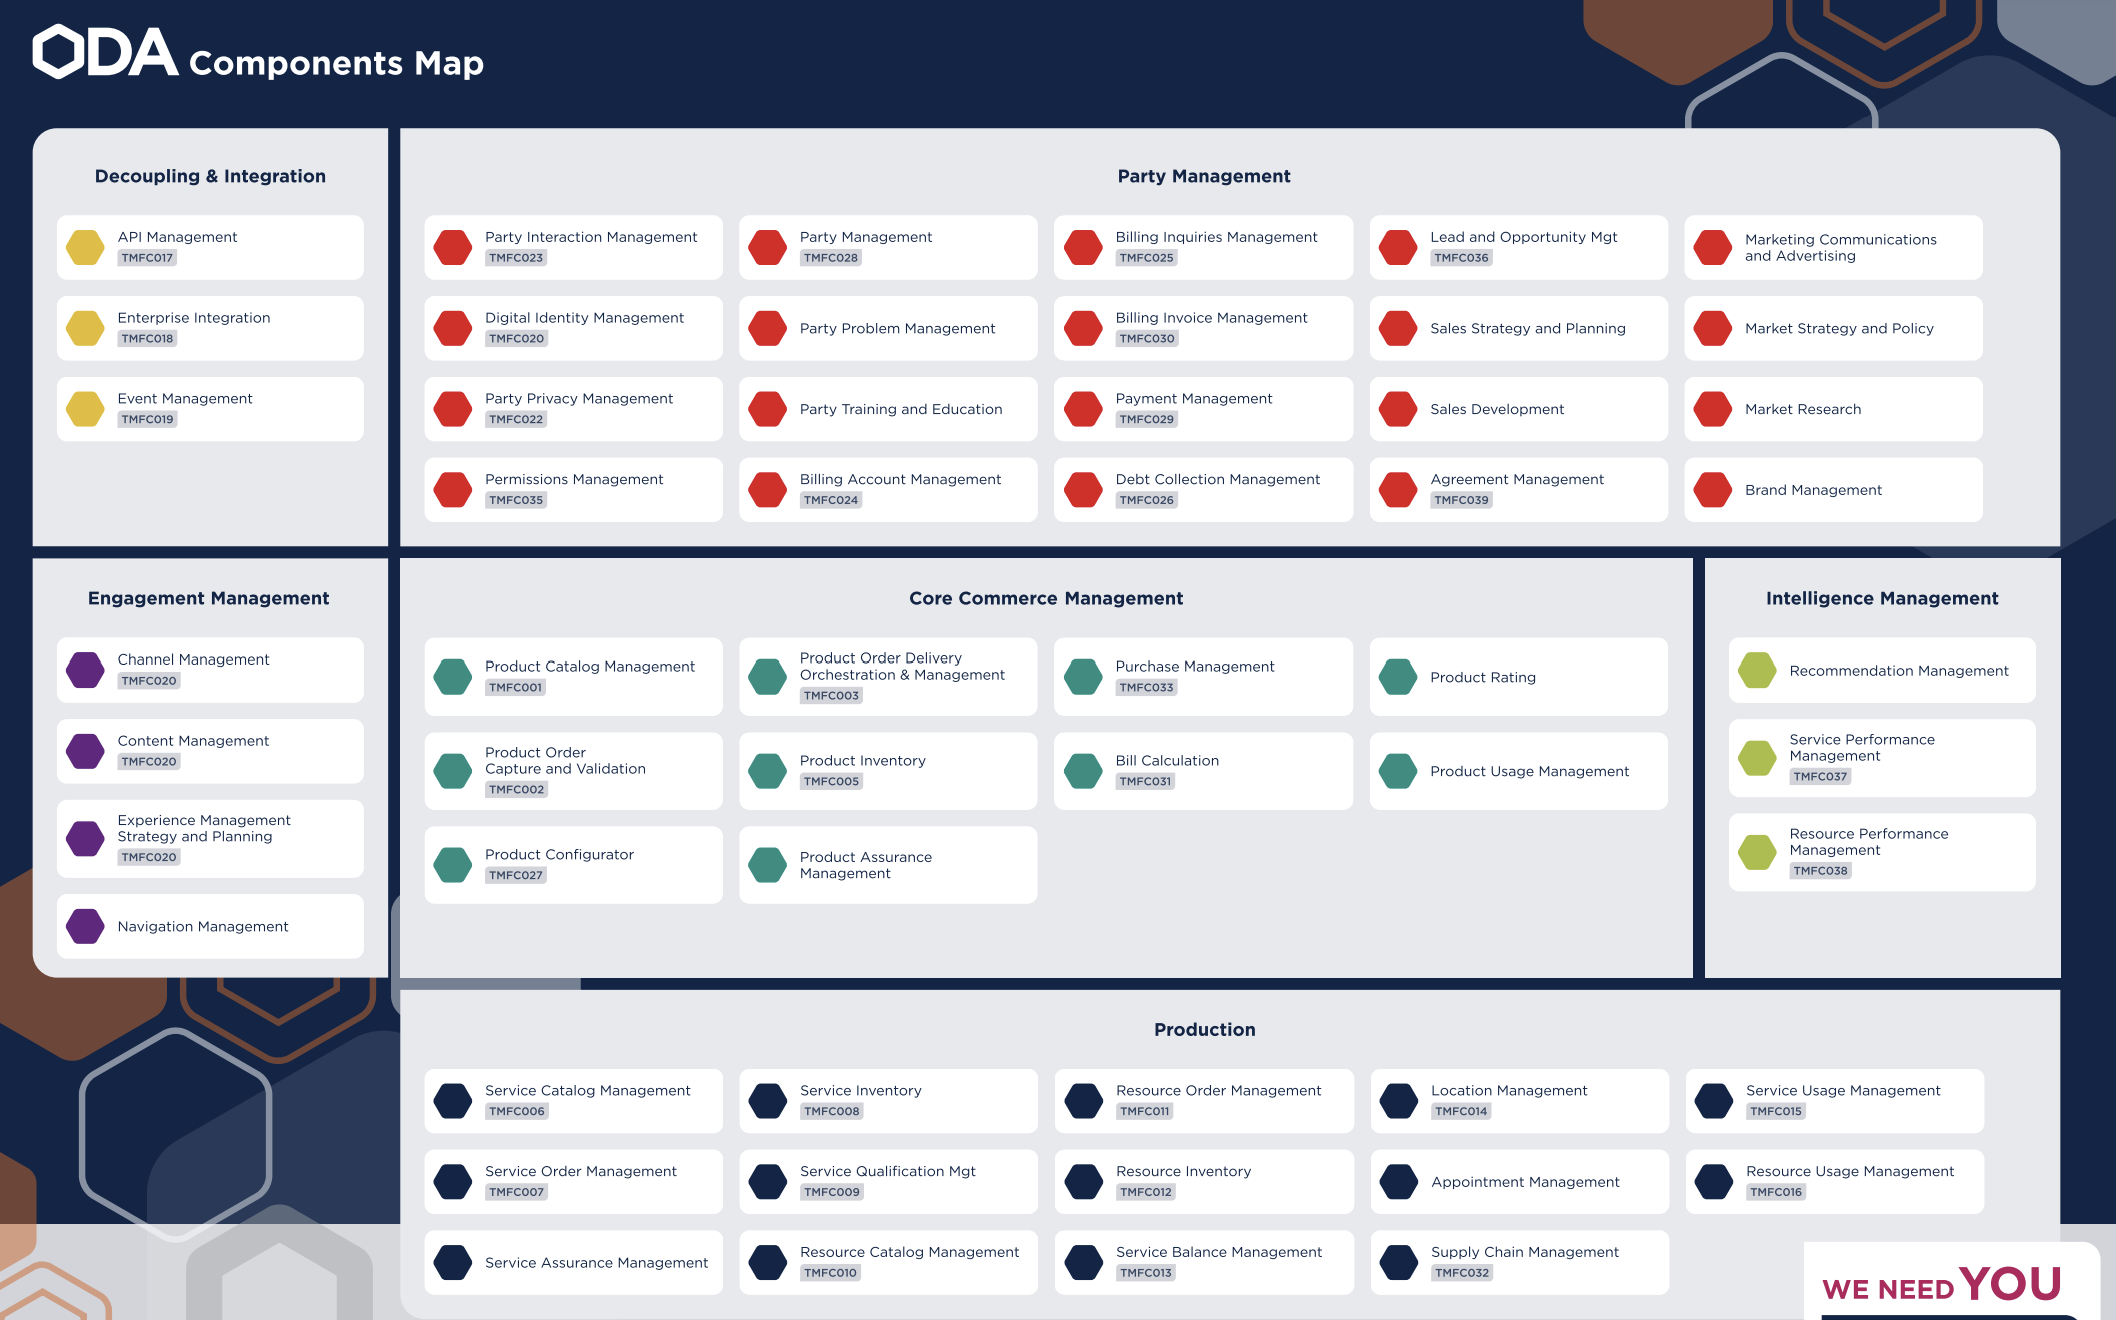 ODA Components Map
Decoupling & Integration
API Management
TMFC017
Enterprise Integration
TMFC018
Event Management
TMFC019
Party Management
Party Interaction Management
TMFC023
Party Management
TMFC028
Billing Inquiries Management
TMFC025
Lead and Opportunity Mgt
TMFC036
Marketing Communications
and Advertising
Digital Identity Management
TMFC020
Party Problem Management
Billing Invoice Management
TMFC030
Sales Strategy and Planning
Market Strategy and Policy
Party Privacy Management
TMFC022
Party Training and Education
Payment Management
TMFC029
Sales Development
Market Research
Permissions Management
TMFC035
Billing Account Management
TMFC024
Debt Collection Management
TMFC026
Agreement Management
TMFC039
Brand Management
Engagement Management
Channel Management
TMFC020
Content Management
TMFC020
Experience Management
Strategy and Planning
TMFC020
Navigation Management
Core Commerce Management
Product Catalog Management
TMFC001
Product Order Delivery
Orchestration & Management
TMFC003
Purchase Management
TMFC033
Product Rating
Product Order
Capture and Validation
TMFC002
Product Inventory
TMFC005
Bill Calculation
TMFC031
Product Usage Management
Product Configurator
TMFC027
Product Assurance
Management
Intelligence Management
Recommendation Management
Service Performance
Management
TMFC037
Resource Performance
Management
TMFC038
Production
Service Catalog Management
TMFC006
Service Inventory
TMFC008
Resource Order Management
TMFC011
Location Management
TMFC014
Service Usage Management
TMFC015
Service Order Management
TMFC007
Service Qualification Mgt
TMFC009
Resource Inventory
TMFC012
Appointment Management
Resource Usage Management
TMFC016
Service Assurance Management
Resource Catalog Management
TMFC010
Service Balance Management
TMFC013
Supply Chain Management
TMFC032
WE NEED YOU